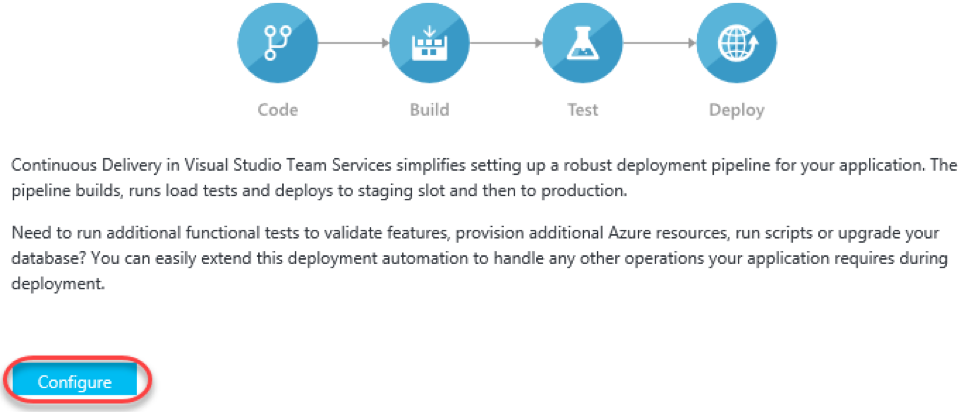 Code Build Test Deploy
Continuous Delivery in Visual Studio Team Services simplifies setting up a robust deployment pipeline for your application. The
pipeline builds, runs load tests and deploys to staging slot and then to production.
Need to run additional functional tests to validate features, provision additional Azure resources, run scripts or upgrade your
database? You can easily extend this deployment automation to handle any other operations your application requires during
deployment.
Configure